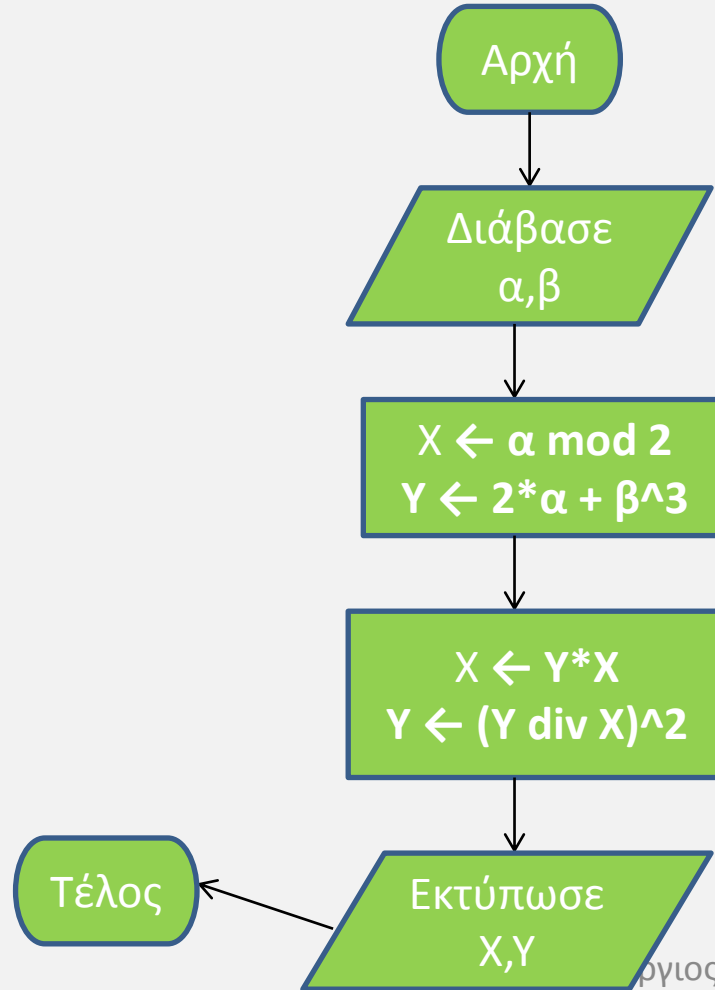 Αρχή
Διάβασε
α,β
Χ ← α mod 2
Υ ← 2*α + β^3
Χ ← Υ*Χ
Υ ← (Υ div Χ)^2
Εκτύπωσε
Χ,Υ
Τέλος